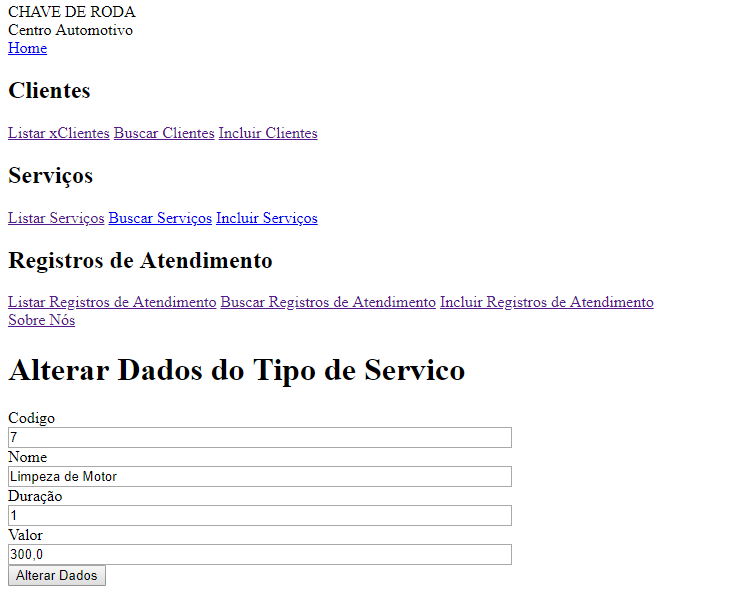 CHAVE DE RODA
Centro Automotivo
Home
Clientes
Listar xClientes Buscar Clientes Incluir Clientes
Serviços
Listar Serviços Buscar Serviços Incluir Serviços
Registros de Atendimento
Listar Registros de Atendimento Buscar Registros de Atendimento Incluir Registros de Atendimento
Sobre Nós
Alterar Dados do Tipo de Servico
Codigo
7
Nome
Limpeza de Motor
Duração
1
Valor
300,0
Alterar Dados